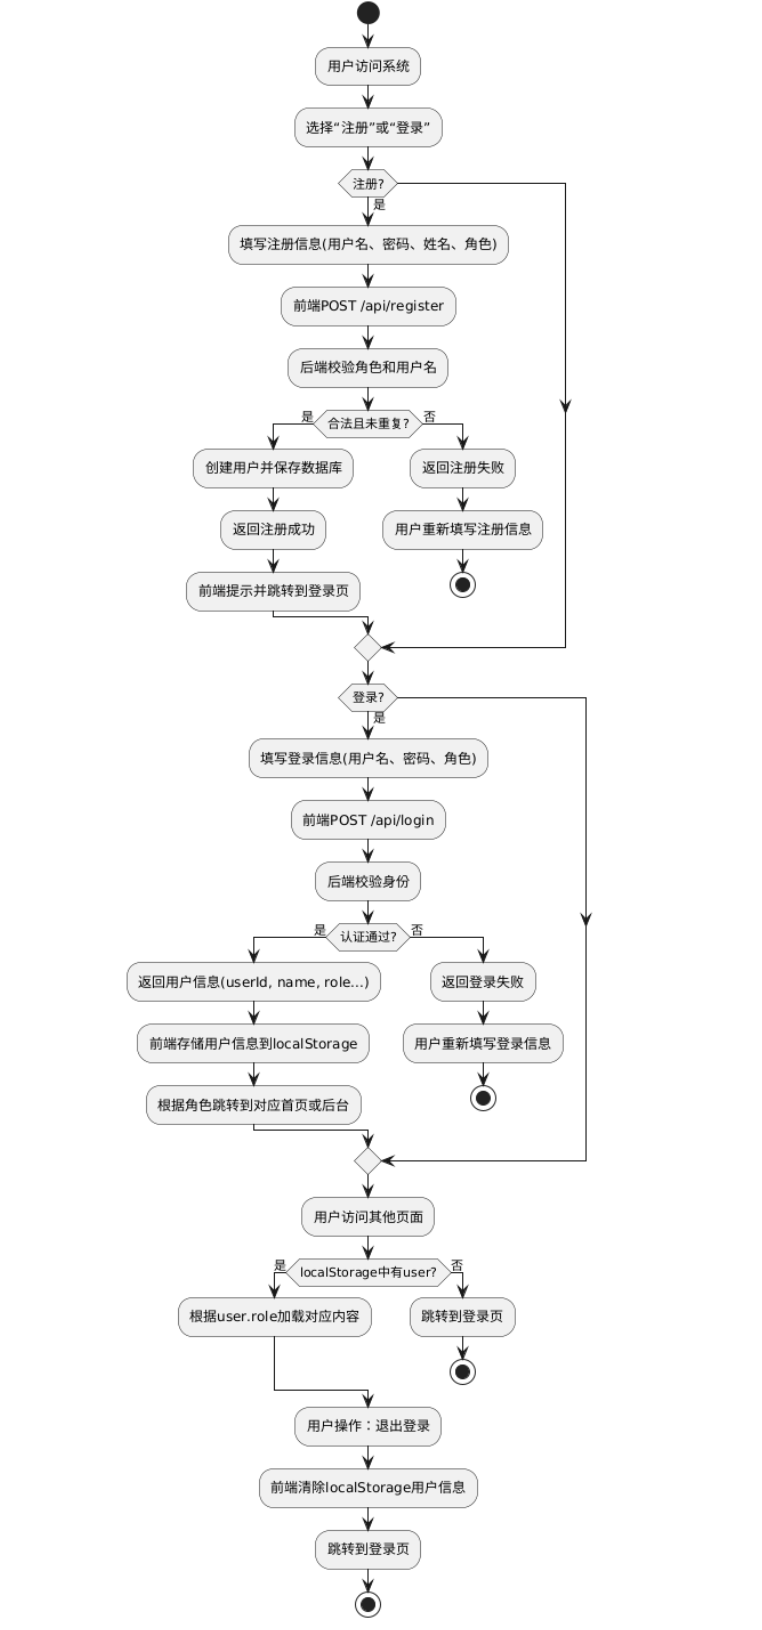 用户访问系统
选择“注册”或“登录”
注册?
是
填写注册信息(用户名、密码、姓名、角色)
前端POST /api/register
后端校验角色和用户名
是
合法且未重复?
否
创建用户并保存数据库
返回注册失败
返回注册成功
用户重新填写注册信息
前端提示并跳转到登录页
登录?
是
填写登录信息(用户名、密码、角色)
前端POST /api/login
后端校验身份
是
认证通过?
否
返回用户信息(userId, name, role...)
返回登录失败
前端存储用户信息到localStorage
用户重新填写登录信息
根据角色跳转到对应首页或后台
用户访问其他页面
是
localStorage中有user?
否
根据user.role加载对应内容
跳转到登录页
用户操作：退出登录
前端清除localStorage用户信息
跳转到登录页